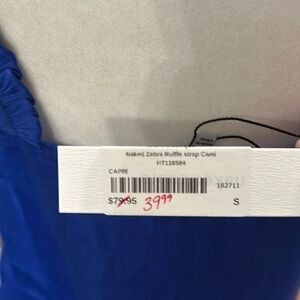 Naked Zebra Ruffle strap Cami
HT118584
CAPRI
162711
$79.95 39.99 S